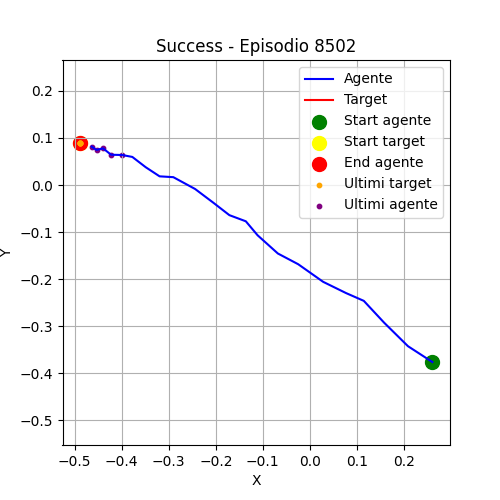 Success - Episodio 8502
Agente
Target
Start agente
Start target
End agente
Ultimi target
Ultimi agente
0.2
0.1
0.0
−0.1
−0.2
−0.3
−0.4
−0.5
Y
−0.5
−0.4
−0.3
−0.2
−0.1
0.0
0.1
0.2
X